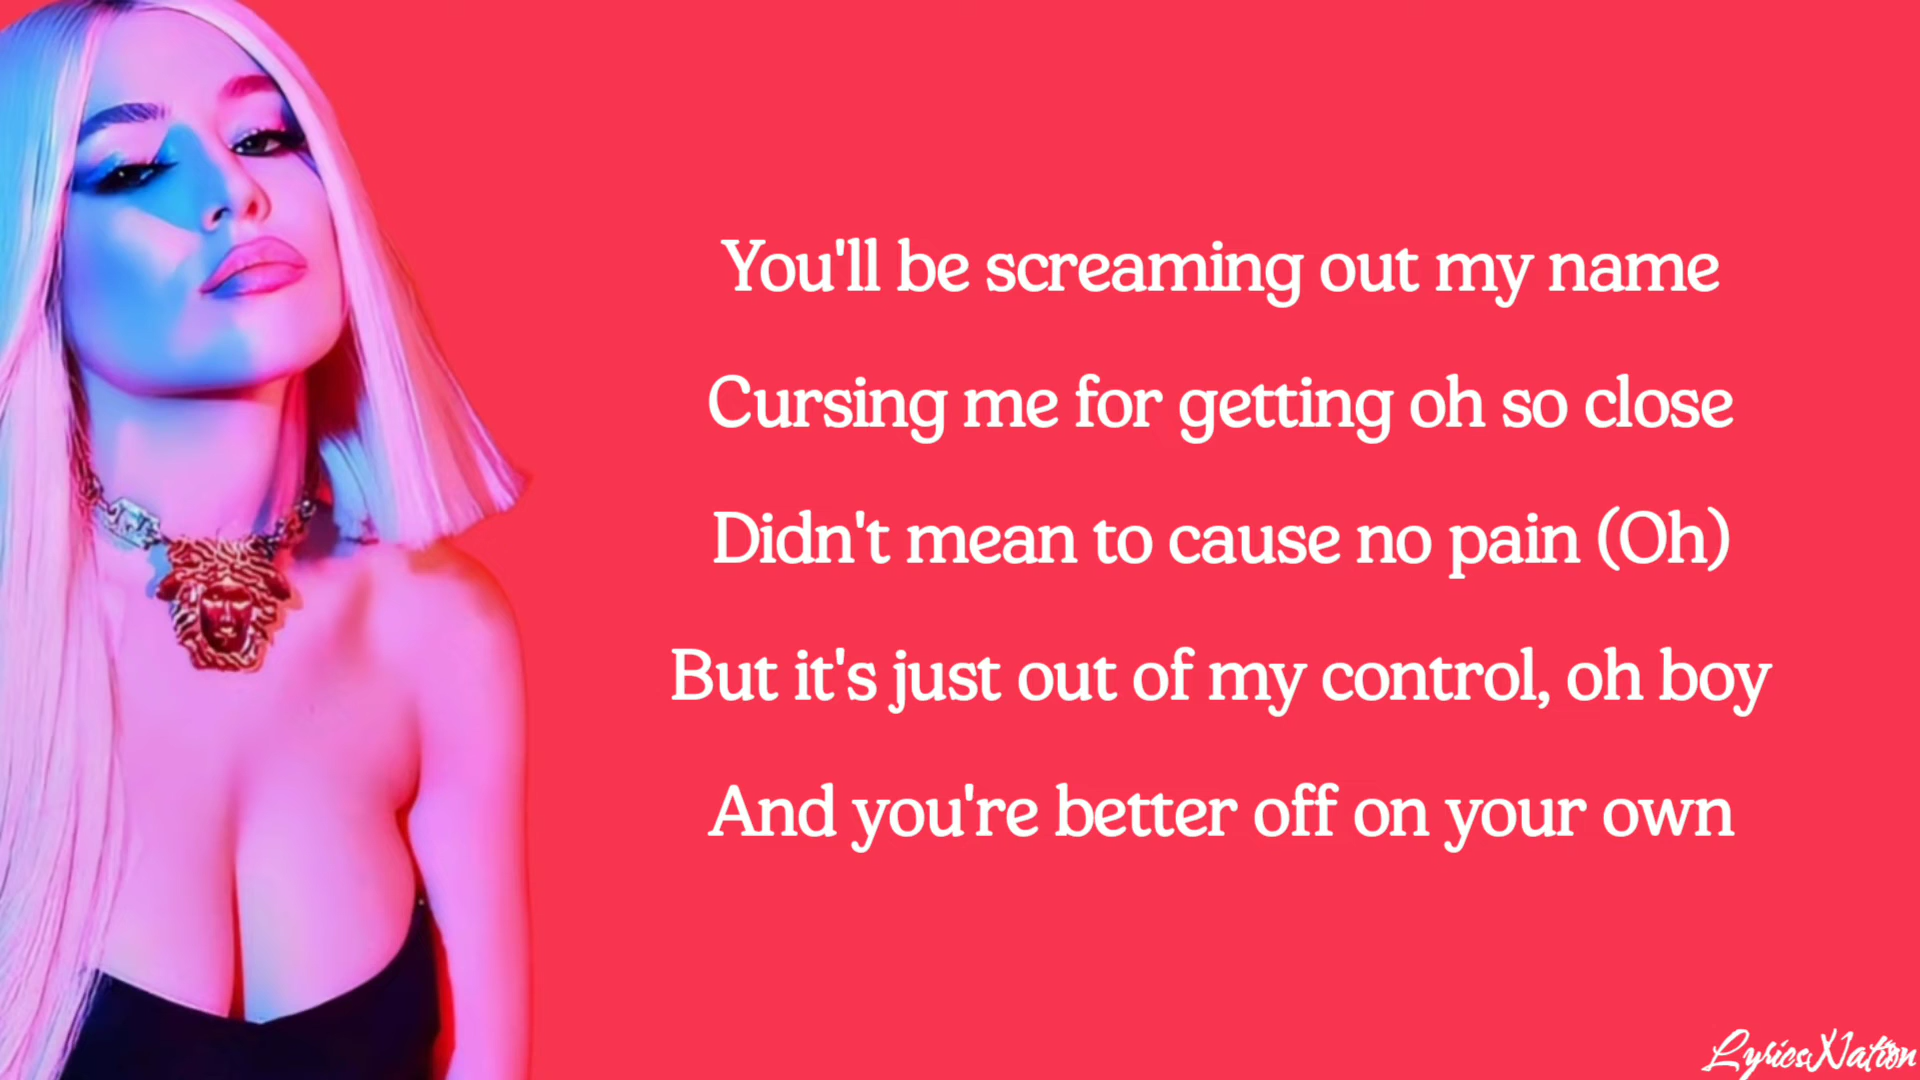 You'll be screaming out my name
Cursing me for getting oh so close
Didn't mean to cause no pain (Oh)
But it's just out of my control, oh boy
And you're better off on your own
LyricsNation